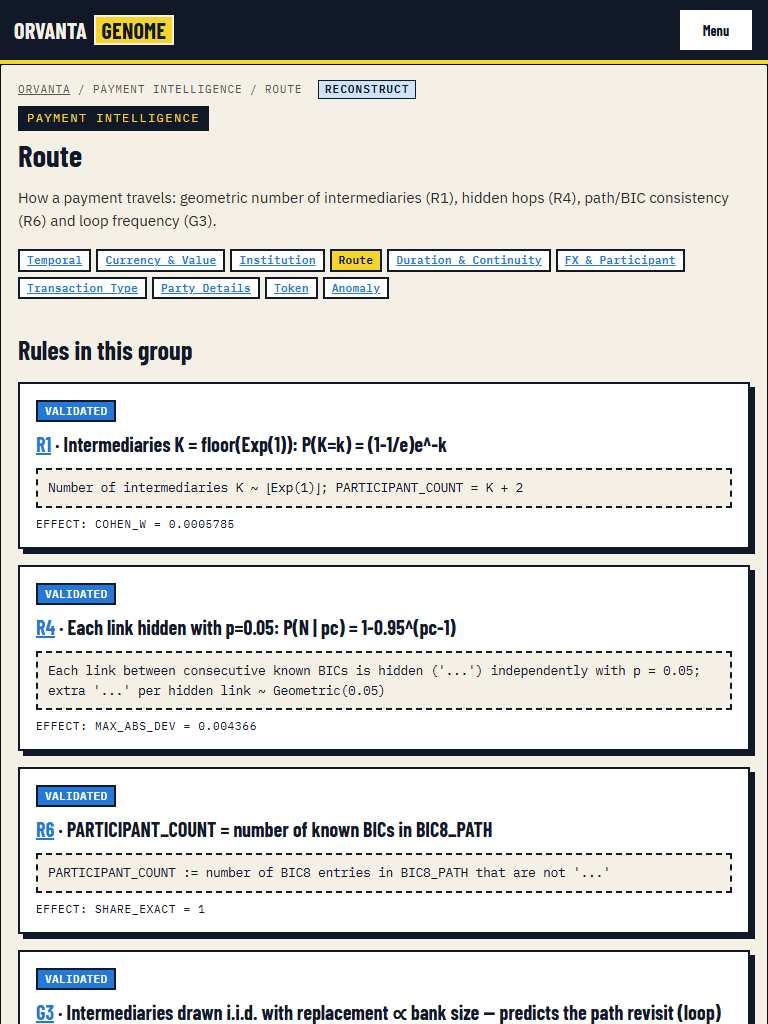 ORVANTA GENOME
Menu
ORVANTA / PAYMENT INTELLIGENCE / ROUTE RECONSTRUCT
PAYMENT INTELLIGENCE
Route
How a payment travels: geometric number of intermediaries (R1), hidden hops (R4), path/BIC consistency
(R6) and loop frequency (G3).
Temporal Currency & Value Institution Route Duration & Continuity FX & Participant
Transaction Type Party Details Token Anomaly
Rules in this group
VALIDATED
R1 · Intermediaries K = floor(Exp(1)): P(K=k) = (1-1/e)e^-k
Number of intermediaries K ~ ⌊Exp(1)⌋; PARTICIPANT_COUNT = K + 2
EFFECT: COHEN_W = 0.0005785
VALIDATED
R4 · Each link hidden with p=0.05: P(N | pc) = 1-0.95^(pc-1)
Each link between consecutive known BICs is hidden ('...') independently with p = 0.05;
extra '...' per hidden link ~ Geometric(0.05)
EFFECT: MAX_ABS_DEV = 0.004366
VALIDATED
R6 · PARTICIPANT_COUNT = number of known BICs in BIC8_PATH
PARTICIPANT_COUNT := number of BIC8 entries in BIC8_PATH that are not '...'
EFFECT: SHARE_EXACT = 1
VALIDATED
G3 · Intermediaries drawn i.i.d. with replacement ∝ bank size — predicts the path revisit (loop)